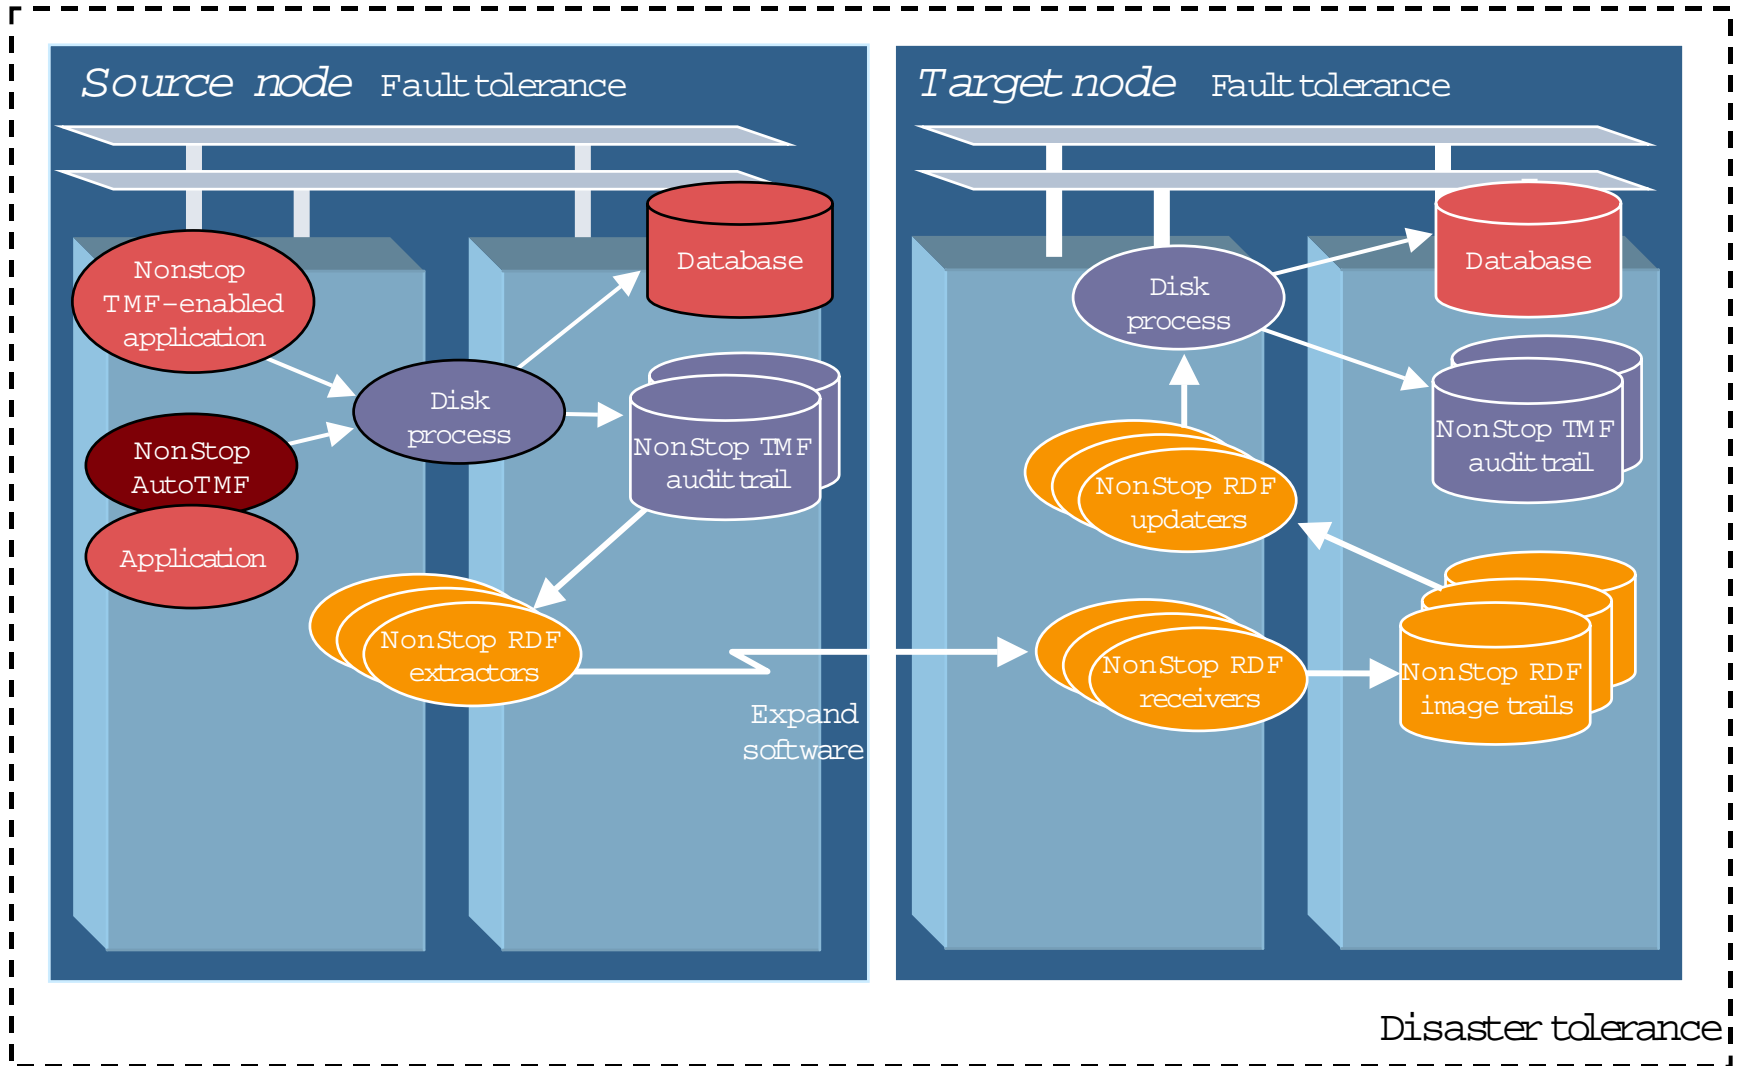 Source node Fault tolerance
Nonstop
TMF-enabled
application
NonStop
AutoTMF
Application
Disk
process
Database
NonStop TMF
audit trail
NonStop RDF
extractors
Expand
software
Target node Fault tolerance
Disk
process
Database
NonStop TMF
audit trail
NonStop RDF
updaters
NonStop RDF
receivers
NonStop RDF
image trails
Disaster tolerance